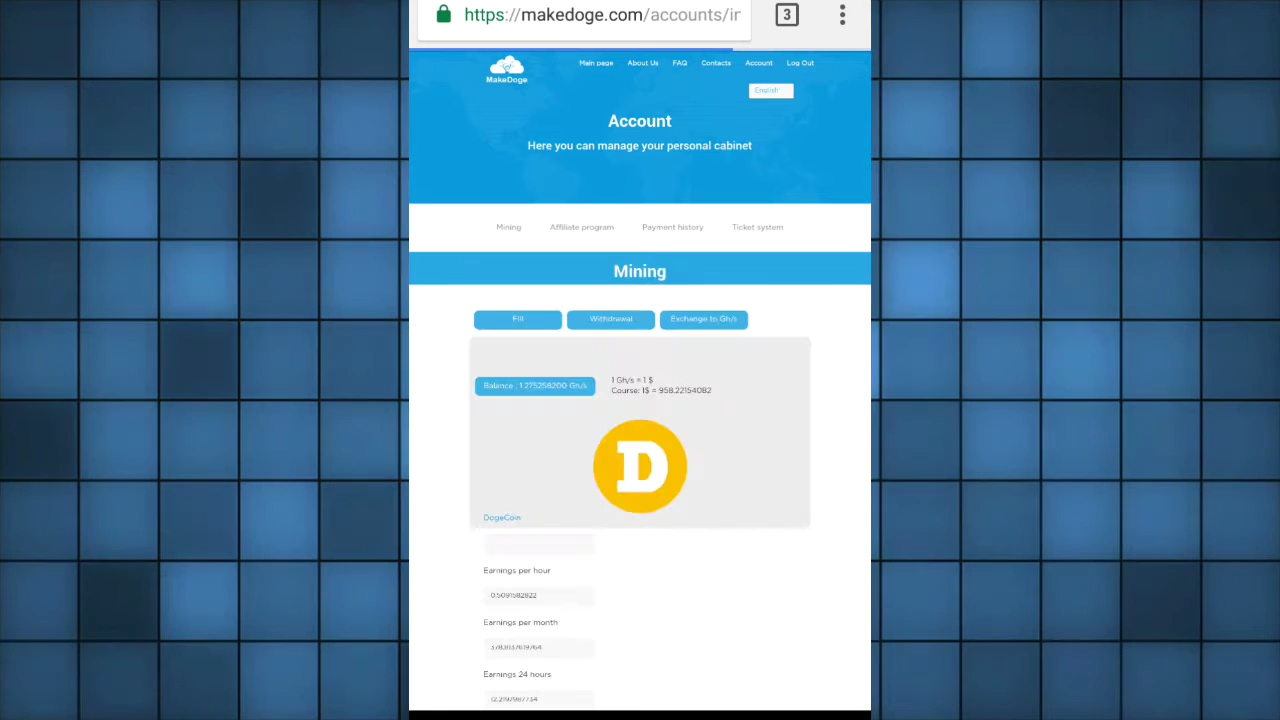 https://makedoge.com/accounts/ir
3
MakeDoge
Main page About Us FAQ Contacts Account Log Out
English
Account
Here you can manage your personal cabinet
Mining Affiliate program Payment history Ticket system
Mining
Fill Withdrawal Exchange to Gh/s
Balance : 1.275258200 Gh/s
1 Gh/s = 1 $
Course: 1$ = 958.22154082
D
DogeCoin
Earnings per hour
0.5091582822
Earnings per month
Earnings 24 hours